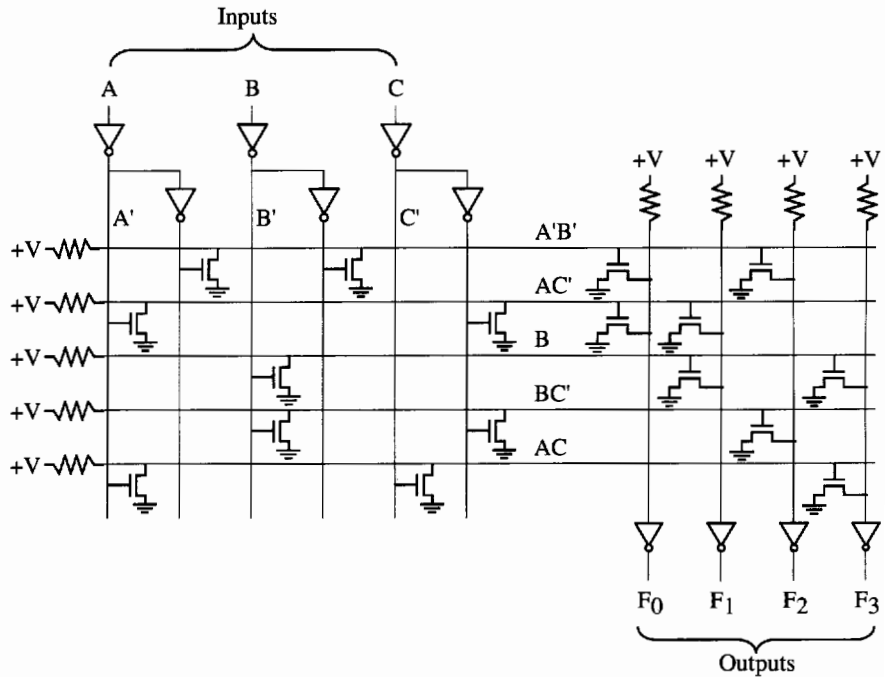 Inputs
A B C
+V +V +V +V
A' B' C'
+V A'B'
+V AC'
+V B
+V BC'
+V AC
F0 F1 F2 F3
Outputs